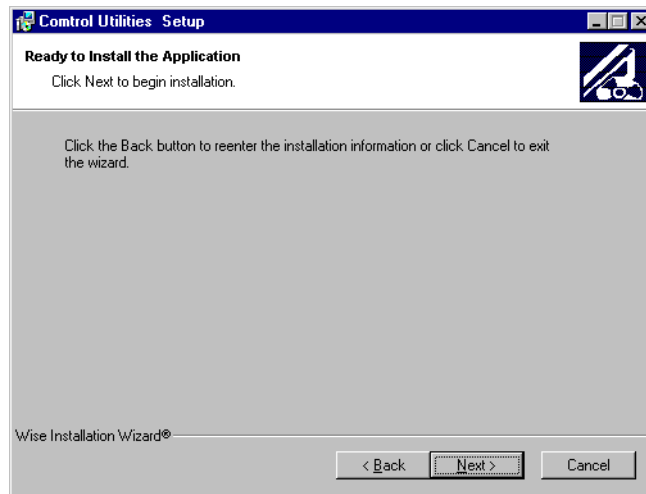 Comtrol Utilities Setup
Ready to Install the Application
Click Next to begin installation.
Click the Back button to reenter the installation information or click Cancel to exit
the wizard.
Wise Installation Wizard®
< Back Next > Cancel